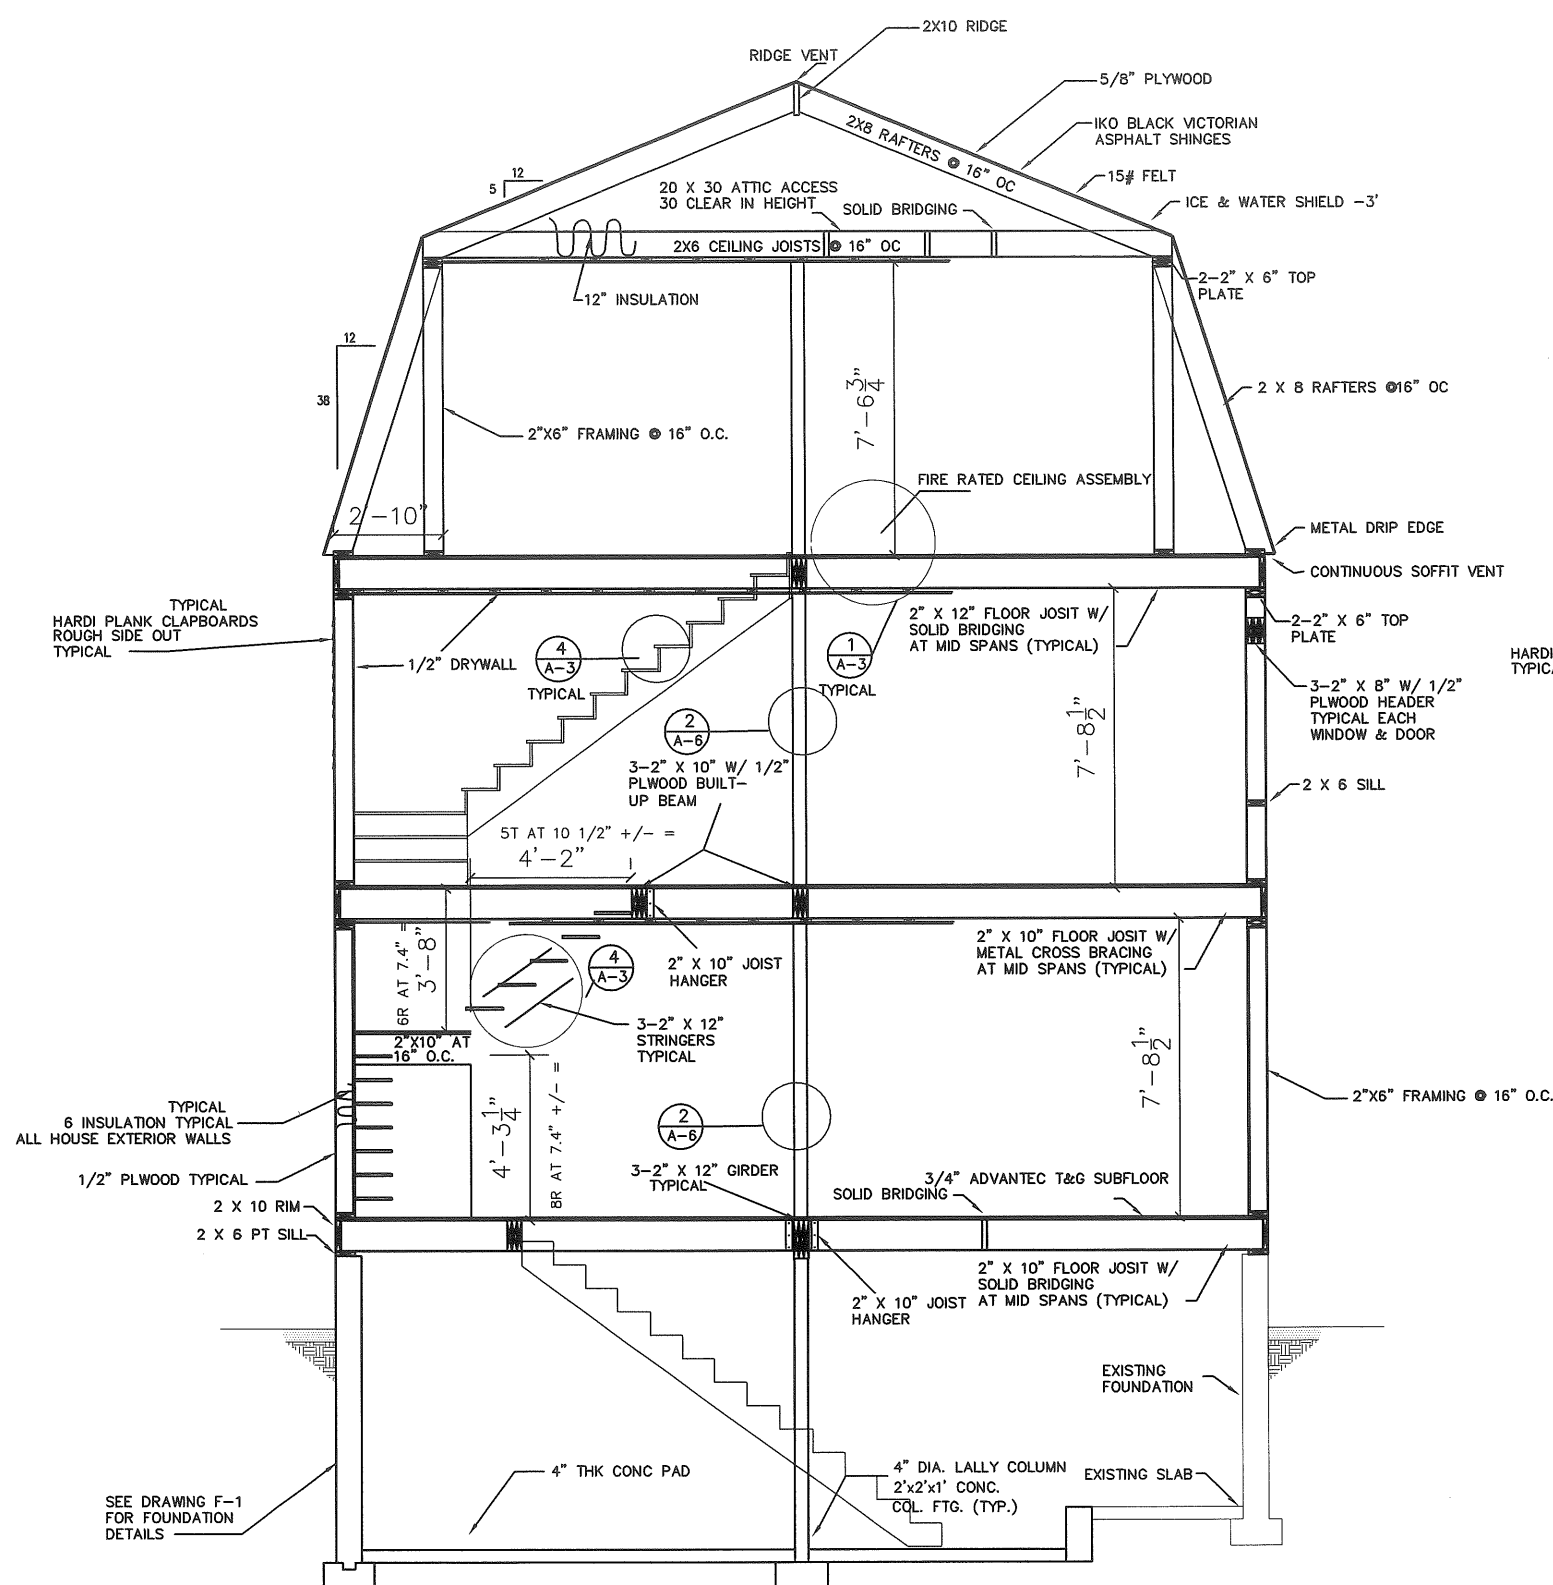 2X10 RIDGE
RIDGE VENT
5/8" PLYWOOD
IKO BLACK VICTORIAN
ASPHALT SHINGES
2X8 RAFTERS @ 16" OC
15# FELT
12
5
20 X 30 ATTIC ACCESS
30 CLEAR IN HEIGHT
SOLID BRIDGING
ICE & WATER SHIELD -3'
2X6 CEILING JOISTS @ 16" OC
12" INSULATION
2-2" X 6" TOP
PLATE
12
38
7'-6 3/4"
2 X 8 RAFTERS @16" OC
2"X6" FRAMING @ 16" O.C.
FIRE RATED CEILING ASSEMBLY
2'-10"
METAL DRIP EDGE
CONTINUOUS SOFFIT VENT
TYPICAL
HARDI PLANK CLAPBOARDS
ROUGH SIDE OUT
TYPICAL
1/2" DRYWALL
4
A-3
TYPICAL
1
A-3
TYPICAL
2" X 12" FLOOR JOSIT W/
SOLID BRIDGING
AT MID SPANS (TYPICAL)
2-2" X 6" TOP
PLATE
HARDI
TYPICA
3-2" X 8" W/ 1/2"
PLWOOD HEADER
TYPICAL EACH
WINDOW & DOOR
2
A-6
7'-8 1/2"
3-2" X 10" W/ 1/2"
PLWOOD BUILT-
UP BEAM
2 X 6 SILL
5T AT 10 1/2" +/- =
4'-2"
6R AT 7.4" =
3'-8"
4
A-3
2" X 10" JOIST
HANGER
2" X 10" FLOOR JOSIT W/
METAL CROSS BRACING
AT MID SPANS (TYPICAL)
3-2" X 12"
STRINGERS
TYPICAL
2"X10" AT
16" O.C.
7'-8 1/2"
TYPICAL
6 INSULATION TYPICAL
ALL HOUSE EXTERIOR WALLS
4'-3 1/4"
8R AT 7.4" +/- =
2
A-6
2"X6" FRAMING @ 16" O.C.
1/2" PLWOOD TYPICAL
3-2" X 12" GIRDER
TYPICAL
3/4" ADVANTEC T&G SUBFLOOR
SOLID BRIDGING
2 X 10 RIM
2 X 6 PT SILL
2" X 10" FLOOR JOSIT W/
SOLID BRIDGING
AT MID SPANS (TYPICAL)
2" X 10" JOIST
HANGER
EXISTING
FOUNDATION
4" THK CONC PAD
4" DIA. LALLY COLUMN
2'x2'x1' CONC.
COL. FTG. (TYP.)
EXISTING SLAB
SEE DRAWING F-1
FOR FOUNDATION
DETAILS